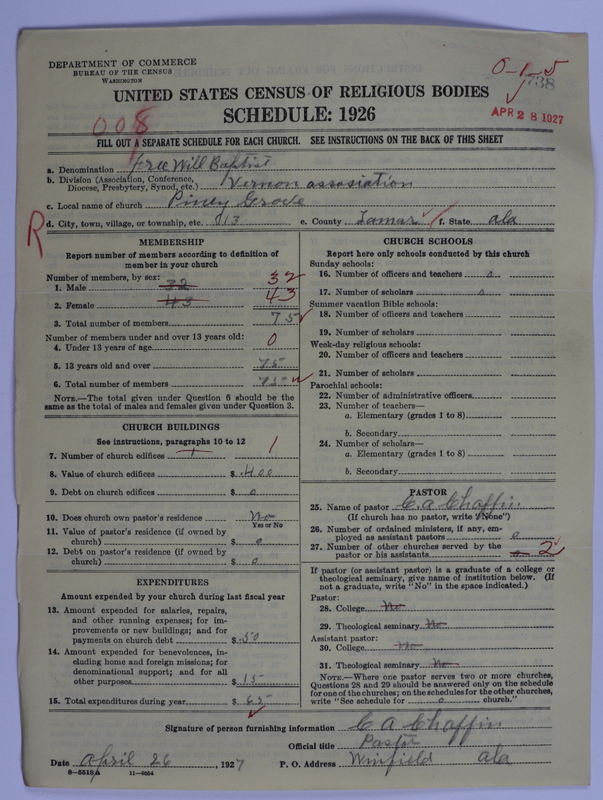 DEPARTMENT OF COMMERCE
BUREAU OF THE CENSUS
WASHINGTON
0-1-5
738
UNITED STATES CENSUS OF RELIGIOUS BODIES
SCHEDULE: 1926
APR 28 1927
008
FILL OUT A SEPARATE SCHEDULE FOR EACH CHURCH. SEE INSTRUCTIONS ON THE BACK OF THIS SHEET
a. Denomination Free Will Baptist
b. Division (Association, Conference,
Diocese, Presbytery, Synod, etc.) Vernon association
c. Local name of church Piney Grove
R d. City, town, village, or township, etc. 13 e. County Lamar f. State. ala
MEMBERSHIP
Report number of members according to definition of
member in your church
Number of members, by sex:
1. Male 32 32
2. Female 43 43
3. Total number of members 75
Number of members under and over 13 years old:
4. Under 13 years of age 0
5. 13 years old and over 75
6. Total number of members 75
NOTE.—The total given under Question 6 should be the
same as the total of males and females given under Question 3.
CHURCH BUILDINGS
See instructions, paragraphs 10 to 12
7. Number of church edifices 1 1
8. Value of church edifices $ 400
9. Debt on church edifices $ 0
10. Does church own pastor's residence No
Yes or No
11. Value of pastor's residence (if owned by
church) $ 0
12. Debt on pastor's residence (if owned by
church) $ 0
EXPENDITURES
Amount expended by your church during last fiscal year
13. Amount expended for salaries, repairs,
and other running expenses; for im-
provements or new buildings; and for
payments on church debt $ 50
14. Amount expended for benevolences, in-
cluding home and foreign missions; for
denominational support; and for all
other purposes $ 15
15. Total expenditures during year $ 65
CHURCH SCHOOLS
Report here only schools conducted by this church
Sunday schools:
16. Number of officers and teachers 0
17. Number of scholars 0
Summer vacation Bible schools:
18. Number of officers and teachers
19. Number of scholars
Week-day religious schools:
20. Number of officers and teachers
21. Number of scholars
Parochial schools:
22. Number of administrative officers
23. Number of teachers—
a. Elementary (grades 1 to 8)
b. Secondary
24. Number of scholars—
a. Elementary (grades 1 to 8)
b. Secondary
PASTOR
25. Name of pastor C. A Chaffin
(If church has no pastor, write "None")
26. Number of ordained ministers, if any, em-
ployed as assistant pastors 0
27. Number of other churches served by the
pastor or his assistants 2
If pastor (or assistant pastor) is a graduate of a college or
theological seminary, give name of institution below. (If
not a graduate, write "No" in the space indicated.)
Pastor:
28. College No
29. Theological seminary No
Assistant pastor:
30. College No
31. Theological seminary No
NOTE.—Where one pastor serves two or more churches,
Questions 28 and 29 should be answered only on the schedule
for one of the churches; on the schedules for the other churches,
write "See schedule for 0 church."
Signature of person furnishing information C A Chaffin
Official title Pastor
Date april 26, 1927 P. O. Address Winfield ala
8—5518 A 11—9054